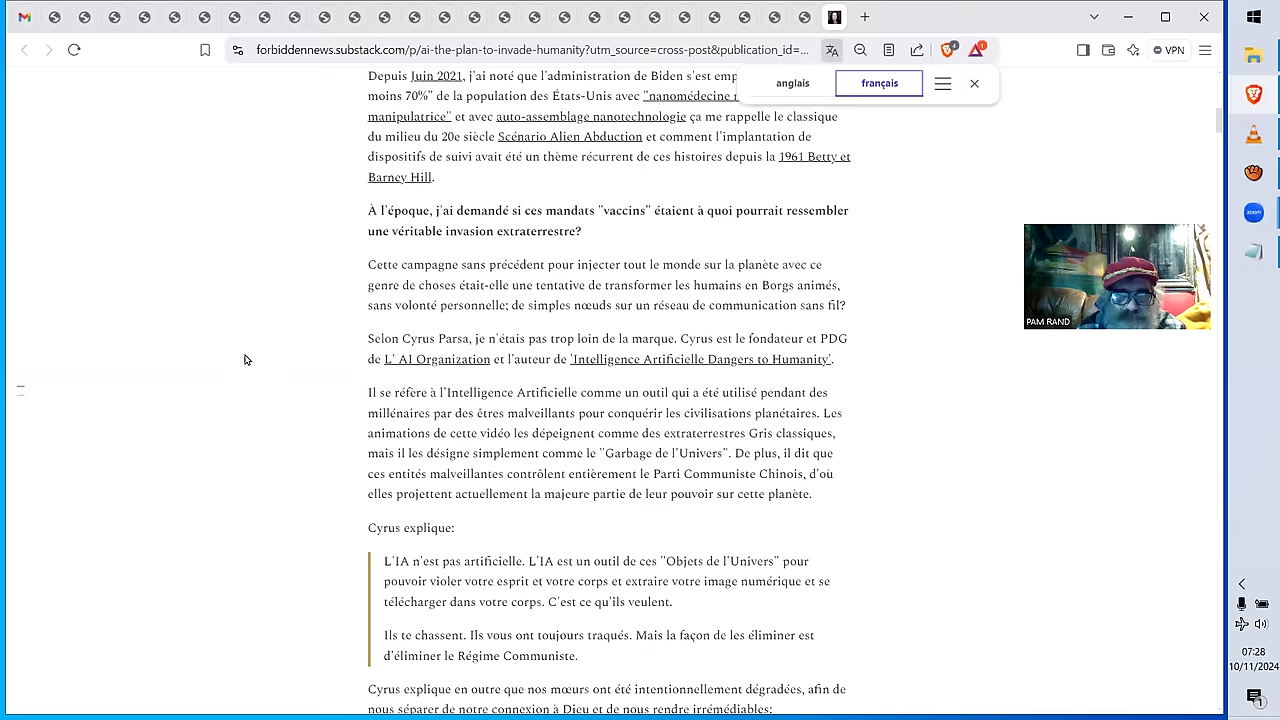 forbiddennews.substack.com/p/ai-the-plan-to-invade-humanity?utm_source=cross-post&publication_id=...
4
1
VPN
anglais
français
Depuis Juin 2021, j'ai noté que l'administration de Biden s'est emp
moins 70%" de la population des États-Unis avec "nanomédecine
manipulatrice" et avec auto-assemblage nanotechnologie ça me rappelle le classique
du milieu du 20e siècle Scénario Alien Abduction et comment l'implantation de
dispositifs de suivi avait été un thème récurrent de ces histoires depuis la 1961 Betty et
Barney Hill.
À l'époque, j'ai demandé si ces mandats "vaccins" étaient à quoi pourrait ressembler
une véritable invasion extraterrestre?
Cette campagne sans précédent pour injecter tout le monde sur la planète avec ce
genre de choses était-elle une tentative de transformer les humains en Borgs animés,
sans volonté personnelle; de simples nœuds sur un réseau de communication sans fil?
Selon Cyrus Parsa, je n'étais pas trop loin de la marque. Cyrus est le fondateur et PDG
de L' AI Organization et l'auteur de 'Intelligence Artificielle Dangers to Humanity'.
Il se réfère à l'Intelligence Artificielle comme un outil qui a été utilisé pendant des
millénaires par des êtres malveillants pour conquérir les civilisations planétaires. Les
animations de cette vidéo les dépeignent comme des extraterrestres Gris classiques,
mais il les désigne simplement comme le "Garbage de l'Univers". De plus, il dit que
ces entités malveillantes contrôlent entièrement le Parti Communiste Chinois, d'où
elles projettent actuellement la majeure partie de leur pouvoir sur cette planète.
Cyrus explique:
L'IA n'est pas artificielle. L'IA est un outil de ces "Objets de l'Univers" pour
pouvoir violer votre esprit et votre corps et extraire votre image numérique et se
télécharger dans votre corps. C'est ce qu'ils veulent.
Ils te chassent. Ils vous ont toujours traqués. Mais la façon de les éliminer est
d'éliminer le Régime Communiste.
Cyrus explique en outre que nos mœurs ont été intentionnellement dégradées, afin de
nous séparer de notre connexion à Dieu et de nous rendre irrémédiables:
PAM RAND
zoom
07:28
10/11/2024
1